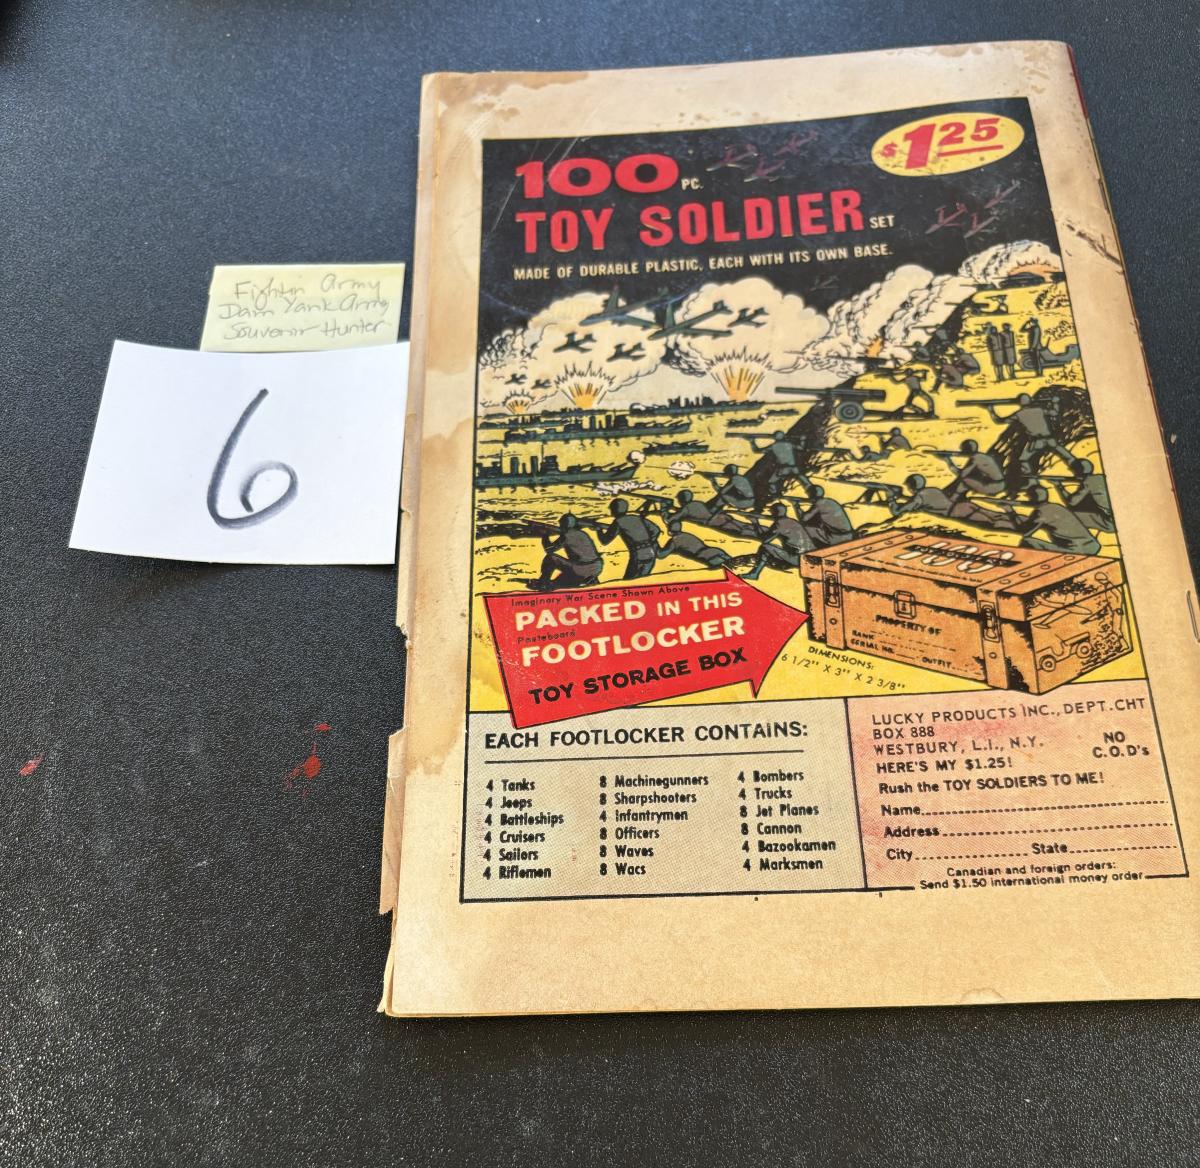 Fightin Army
Dam Yank Army
Souvenir Hunter
6
$1.25
100 PC.
TOY SOLDIER SET
MADE OF DURABLE PLASTIC, EACH WITH ITS OWN BASE.
Imaginary War Scene Shown Above
PACKED IN THIS
Pasteboard
FOOTLOCKER
TOY STORAGE BOX
PROPERTY OF
RANK
SERIAL NO.
OUTFIT
DIMENSIONS:
6 1/2" X 3" X 2 3/8"
EACH FOOTLOCKER CONTAINS:
4 Tanks
4 Jeeps
4 Battleships
4 Cruisers
4 Sailors
4 Riflemen
8 Machinegunners
8 Sharpshooters
4 Infantrymen
8 Officers
8 Waves
8 Wacs
4 Bombers
4 Trucks
8 Jet Planes
8 Cannon
4 Bazookamen
4 Marksmen
LUCKY PRODUCTS INC., DEPT.CHT
BOX 888
WESTBURY, L.I., N.Y.
NO
C.O.D's
HERE'S MY $1.25!
Rush the TOY SOLDIERS TO ME!
Name
Address
City State
Canadian and foreign orders:
Send $1.50 international money order